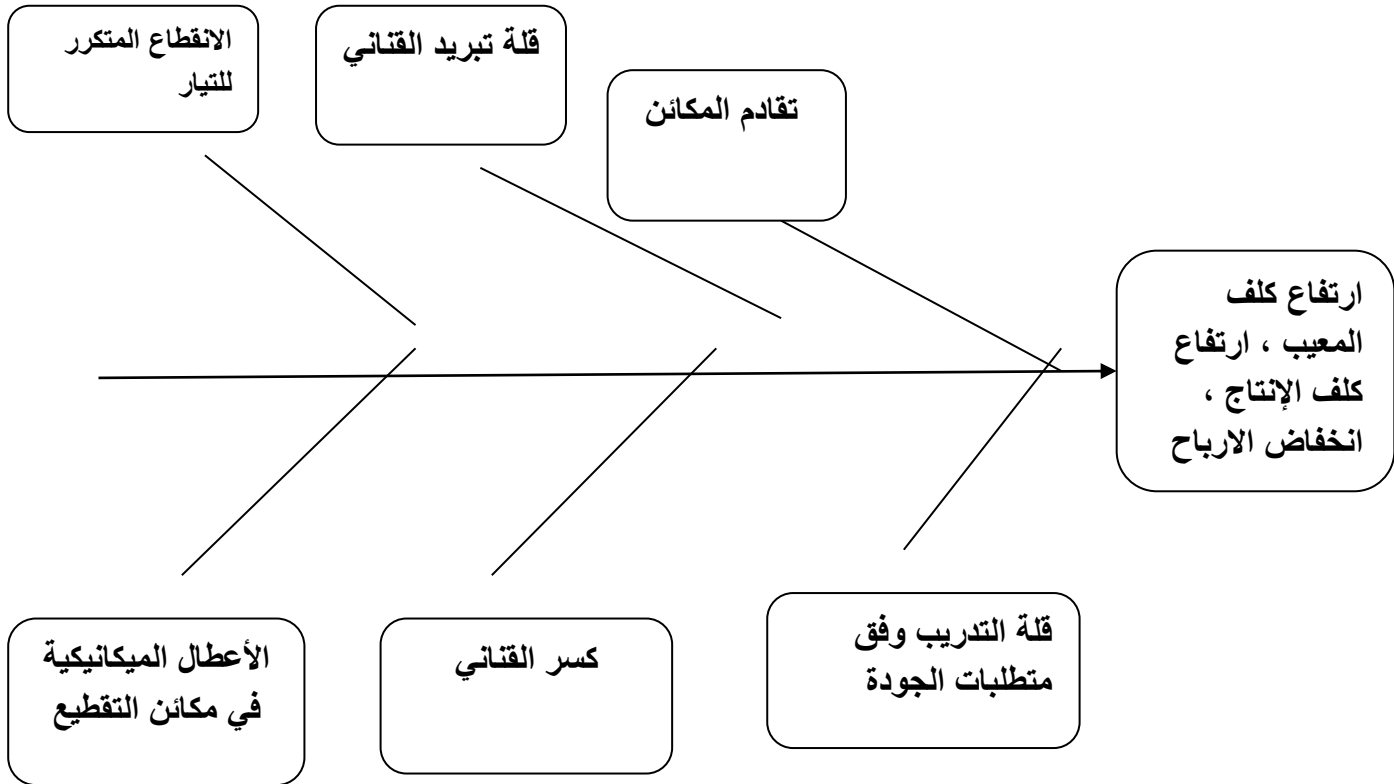 الانقطاع المتكرر
للتيار
قلة تبريد القناني
تقادم المكائن
ارتفاع كلف
المعيب ، ارتفاع
كلف الإنتاج ،
انخفاض الارباح
الأعطال الميكانيكية
في مكائن التقطيع
كسر القناني
قلة التدريب وفق
متطلبات الجودة